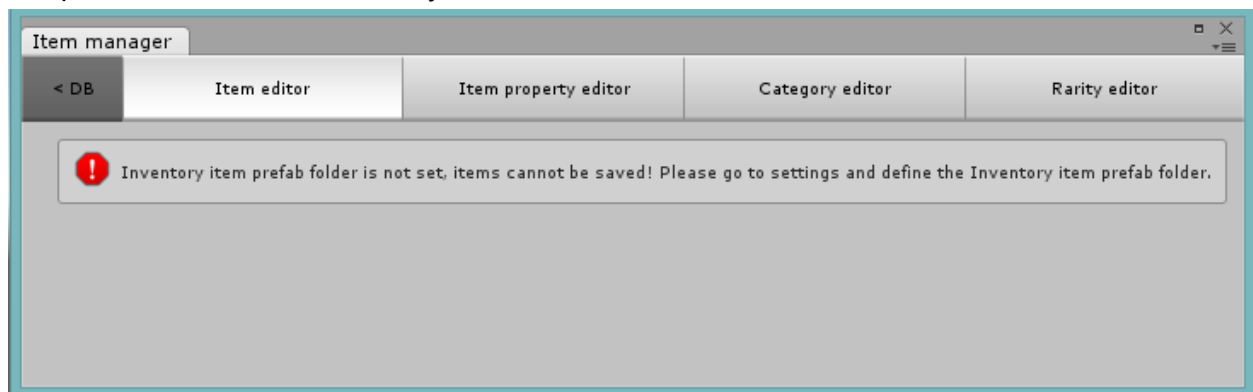 Item manager
< DB
Item editor
Item property editor
Category editor
Rarity editor
Inventory item prefab folder is not set, items cannot be saved! Please go to settings and define the Inventory item prefab folder.